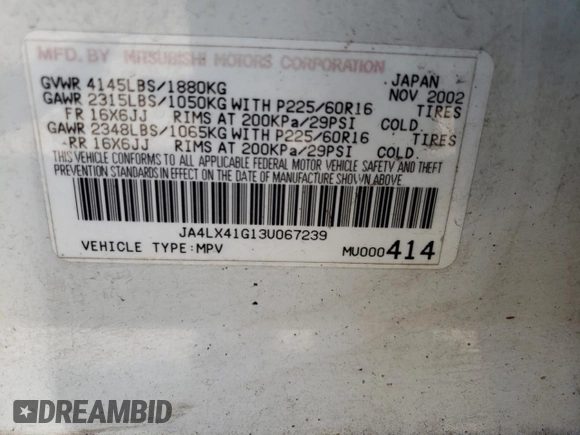 MFD. BY MITSUBISHI MOTORS CORPORATION
GVWR 4145LBS/1880KG JAPAN
GAWR 2315LBS/1050KG WITH P225/60R16 NOV 2002
FR 16X6JJ RIMS AT 200KPa/29PSI TIRES COLD.
GAWR 2348LBS/1065KG WITH P225/60R16 TIRES
RR 16X6JJ RIMS AT 200KPa/29PSI COLD.
THIS VEHICLE CONFORMS TO ALL APPLICABLE FEDERAL MOTOR VEHICLE SAFETY AND THEFT
PREVENTION STANDARDS IN EFFECT ON THE DATE OF MANUFACTURE SHOWN ABOVE.
JA4LX41G13U067239
VEHICLE TYPE:MPV MU000414
DREAMBID